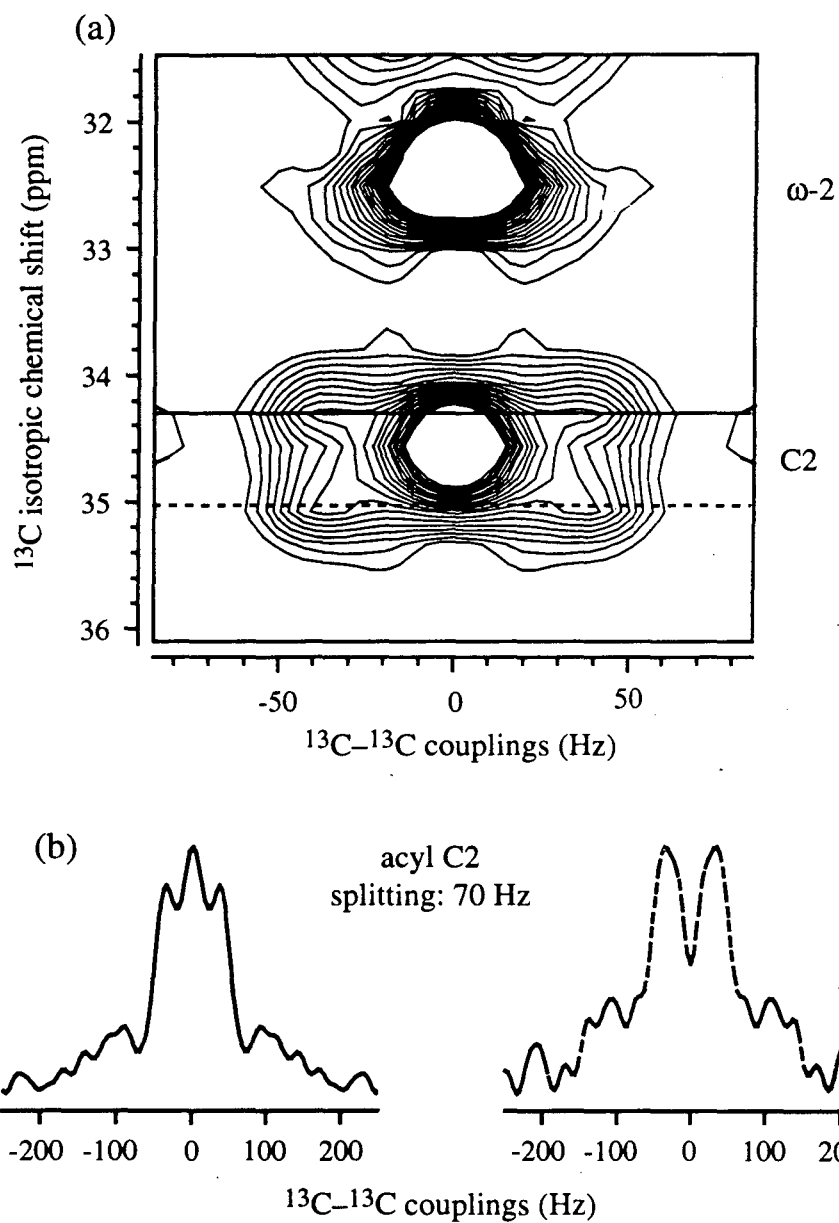 (a)
32
33
34
35
36
¹³C isotropic chemical shift (ppm)
ω-2
C2
-50 0 50
¹³C–¹³C couplings (Hz)
(b)
acyl C2
splitting: 70 Hz
-200 -100 0 100 200
-200 -100 0 100
¹³C–¹³C couplings (Hz)